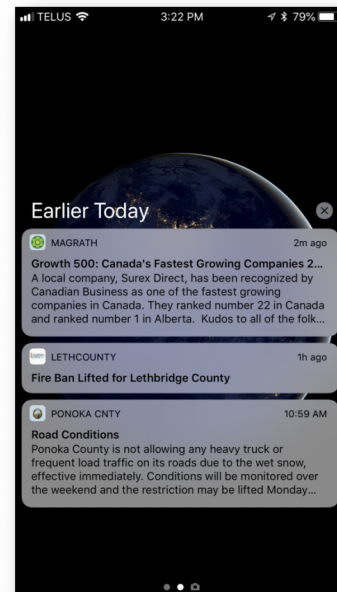 TELUS 3:22 PM 79%
Earlier Today
MAGRATH 2m ago
Growth 500: Canada's Fastest Growing Companies 2...
A local company, Surex Direct, has been recognized by
Canadian Business as one of the fastest growing
companies in Canada. They ranked number 22 in Canada
and ranked number 1 in Alberta. Kudos to all of the folk...
LETHCOUNTY 1h ago
Fire Ban Lifted for Lethbridge County
PONOKA CNTY 10:59 AM
Road Conditions
Ponoka County is not allowing any heavy truck or
frequent load traffic on its roads due to the wet snow,
effective immediately. Conditions will be monitored over
the weekend and the restriction may be lifted Monday...